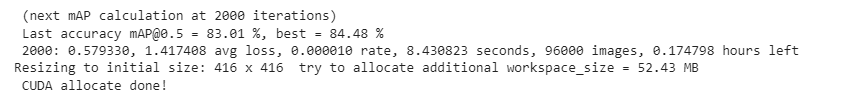 (next mAP calculation at 2000 iterations)
Last accuracy mAP@0.5 = 83.01 %, best = 84.48 %
2000: 0.579330, 1.417408 avg loss, 0.000010 rate, 8.430823 seconds, 96000 images, 0.174798 hours left
Resizing to initial size: 416 x 416  try to allocate additional workspace_size = 52.43 MB
CUDA allocate done!